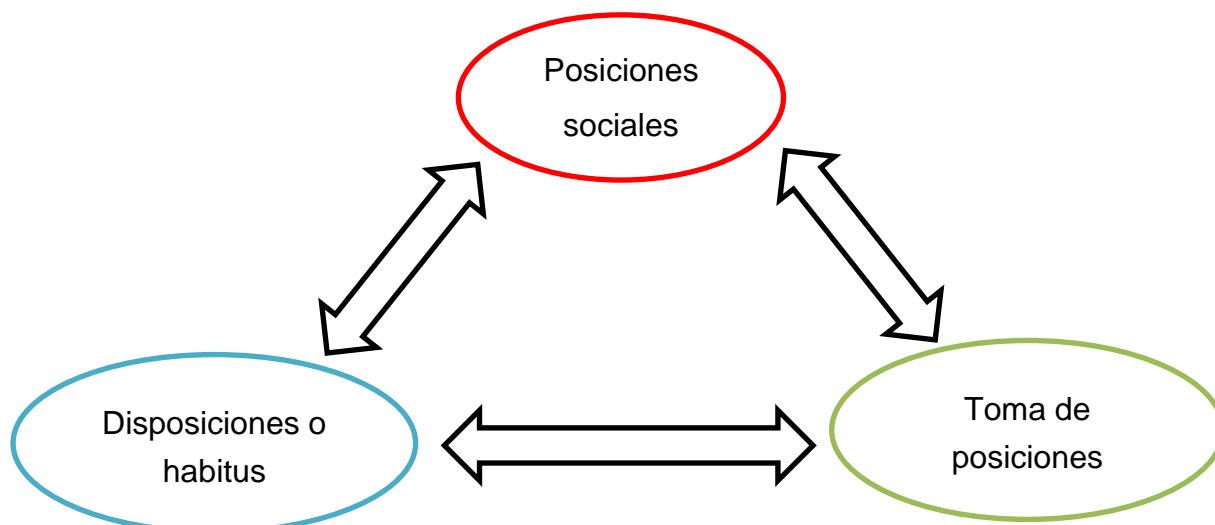 Posiciones
sociales
Disposiciones o
habitus
Toma de
posiciones